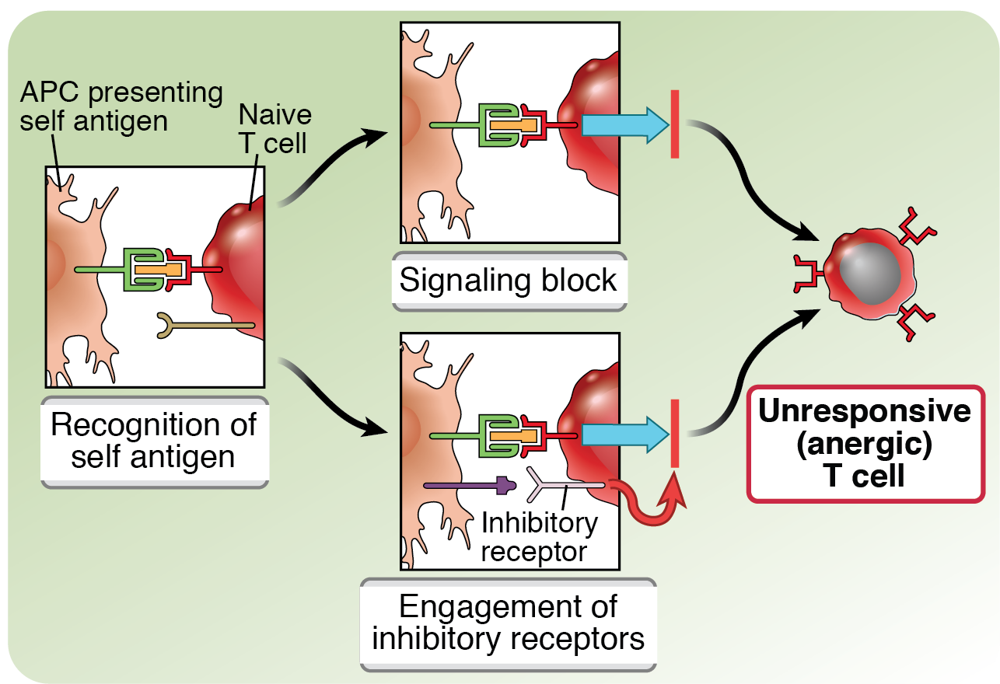 APC presenting
self antigen
Naive
T cell
Recognition of
self antigen
Signaling block
Inhibitory
receptor
Engagement of
inhibitory receptors
Unresponsive
(anergic)
T cell